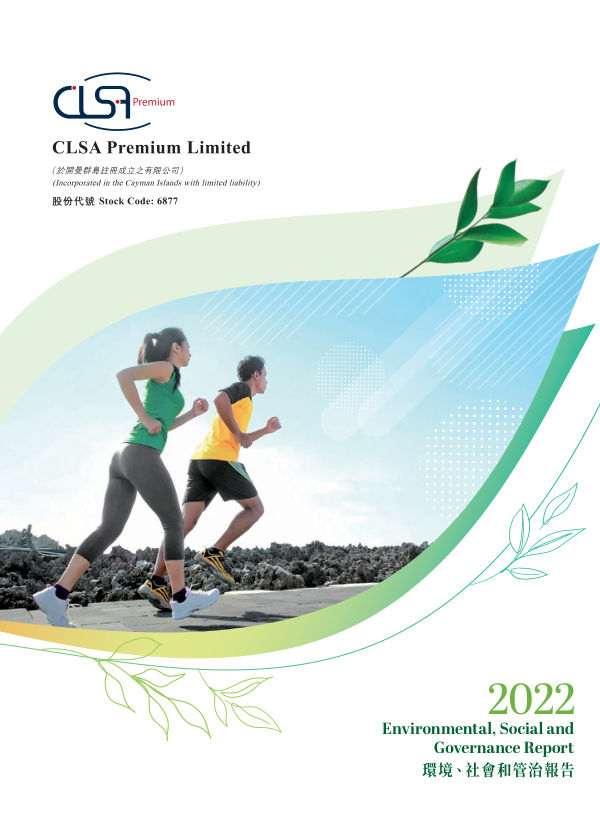 CLSA Premium
CLSA Premium Limited
（於開曼群島註冊成立之有限公司）
(Incorporated in the Cayman Islands with limited liability)
股份代號 Stock Code: 6877
2022
Environmental, Social and
Governance Report
環境、社會和管治報告